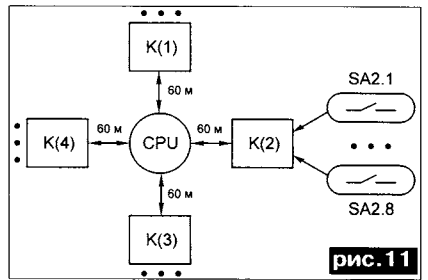 К(1)
60 м
SA2.1
К(4)
60 м
CPU
60 м
К(2)
60 м
SA2.8
К(3)
рис.11